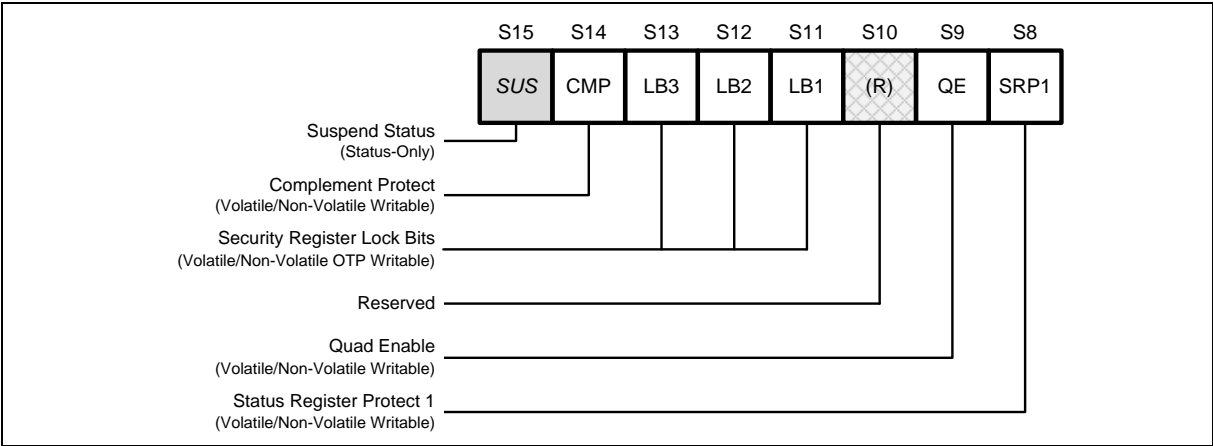 S15 S14 S13 S12 S11 S10 S9 S8
SUS CMP LB3 LB2 LB1 (R) QE SRP1
Suspend Status
(Status-Only)
Complement Protect
(Volatile/Non-Volatile Writable)
Security Register Lock Bits
(Volatile/Non-Volatile OTP Writable)
Reserved
Quad Enable
(Volatile/Non-Volatile Writable)
Status Register Protect 1
(Volatile/Non-Volatile Writable)